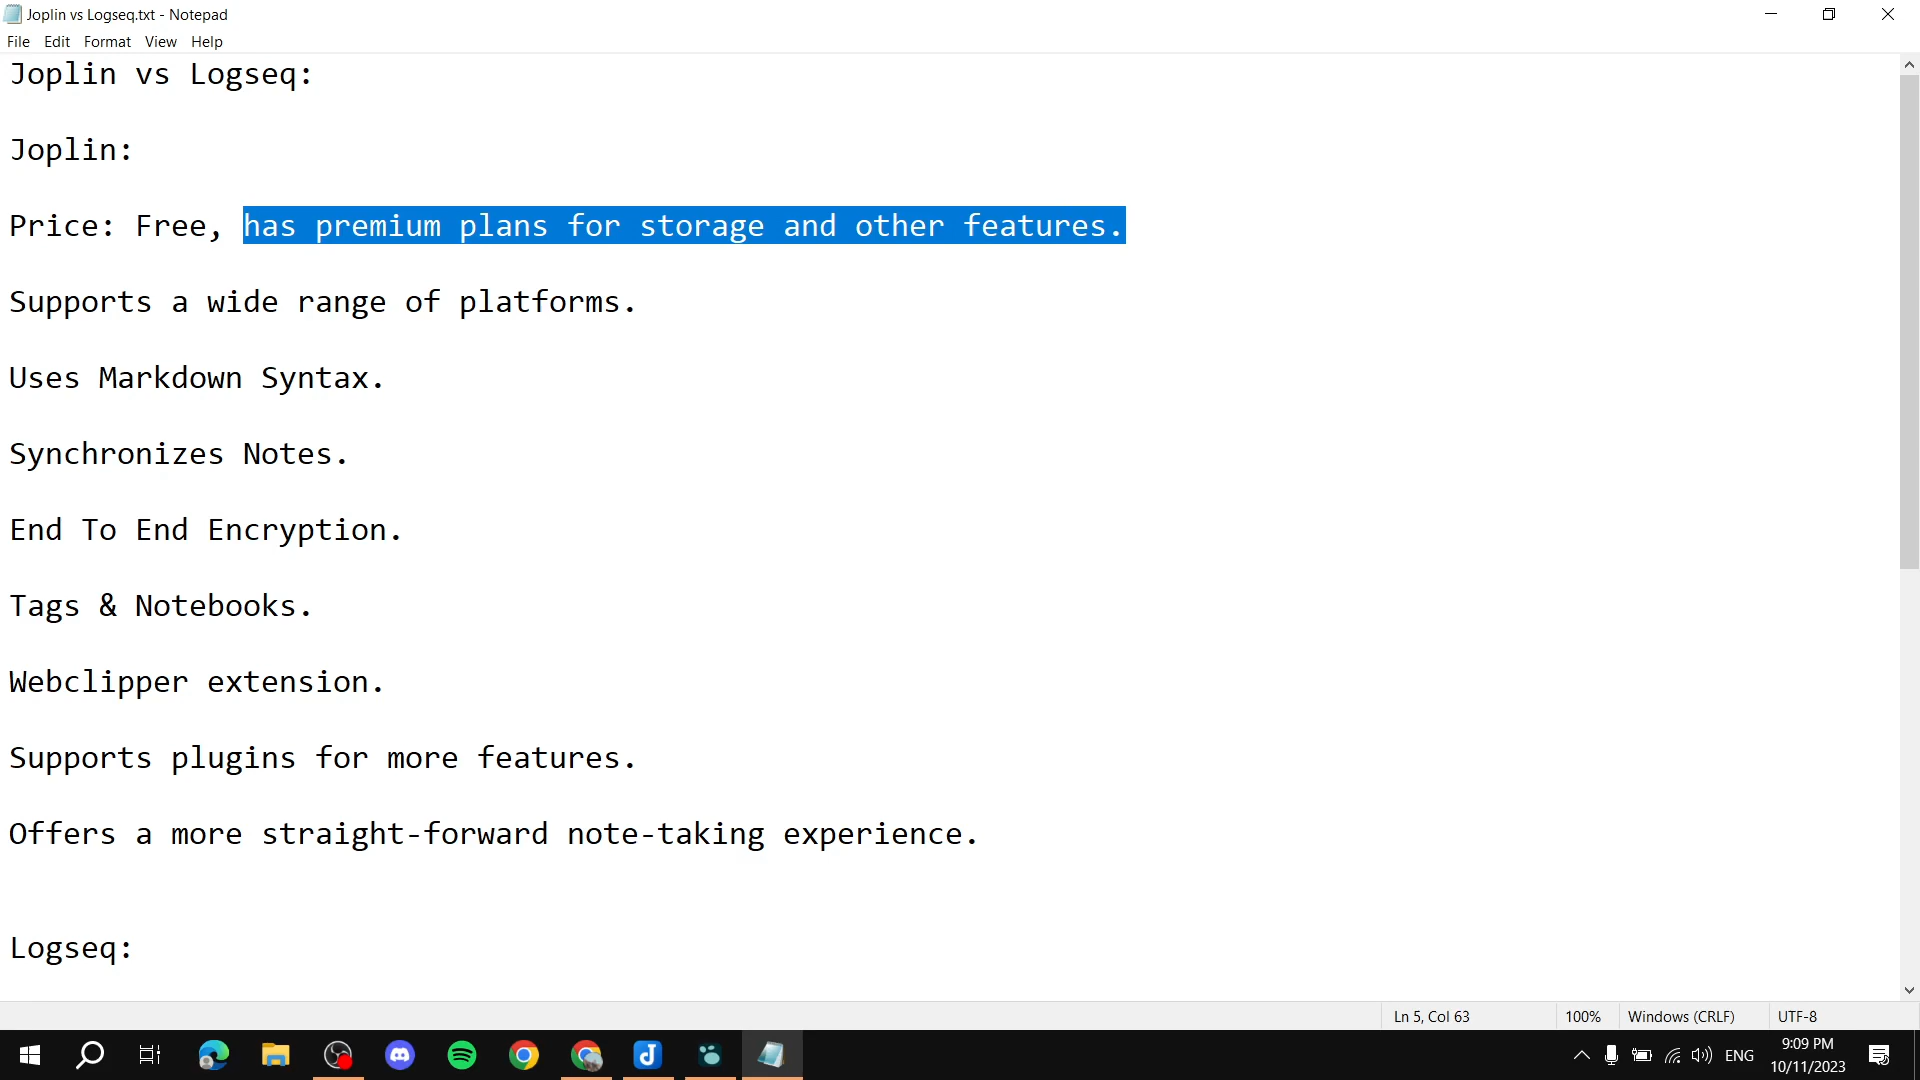 Joplin vs Logseq.txt - Notepad
File Edit Format View Help
Joplin vs Logseq:
Joplin:
Price: Free, has premium plans for storage and other features.
Supports a wide range of platforms.
Uses Markdown Syntax.
Synchronizes Notes.
End To End Encryption.
Tags & Notebooks.
Webclipper extension.
Supports plugins for more features.
Offers a more straight-forward note-taking experience.
Logseq:
Ln 5, Col 63 100% Windows (CRLF) UTF-8
ENG
9:09 PM
10/11/2023